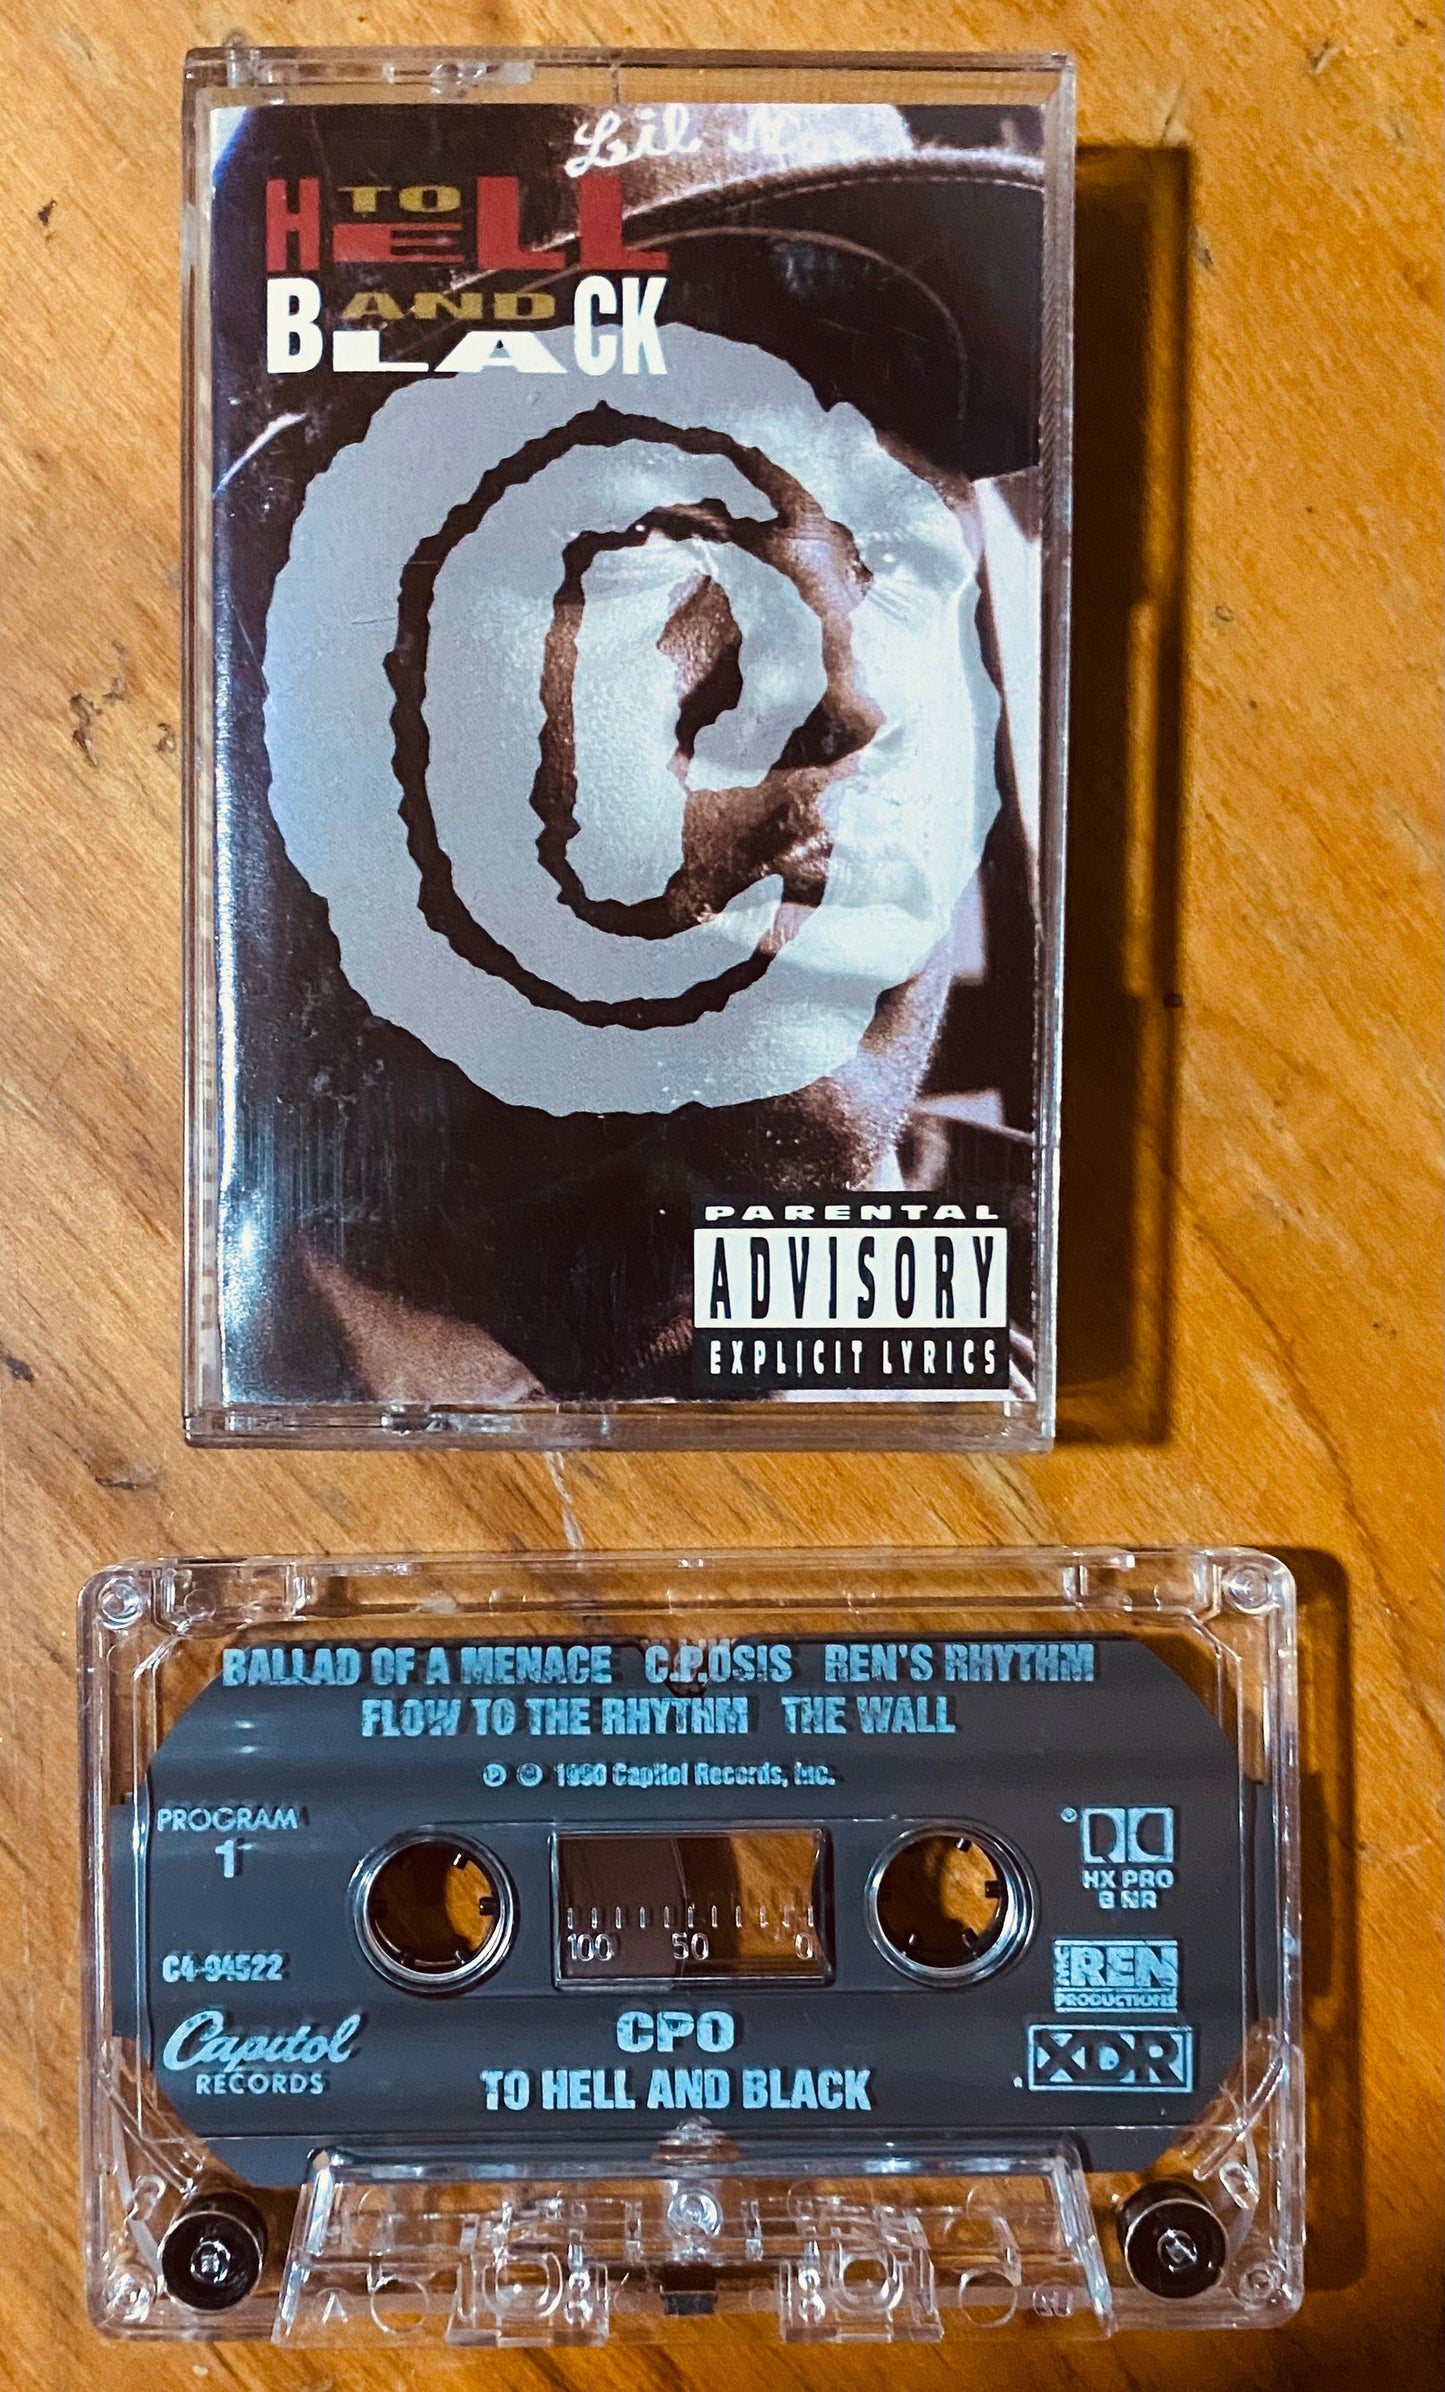 Lil
TO
HELL
AND
BLACK
PARENTAL
ADVISORY
EXPLICIT LYRICS
BALLAD OF A MENACE C.P.OSIS REN'S RHYTHM
FLOW TO THE RHYTHM THE WALL
℗ © 1990 Capitol Records, Inc.
PROGRAM
1
HX PRO
B NR
C4-94522
100 50 0
REN
PRODUCTIONS
Capitol
RECORDS
CPO
TO HELL AND BLACK
XDR